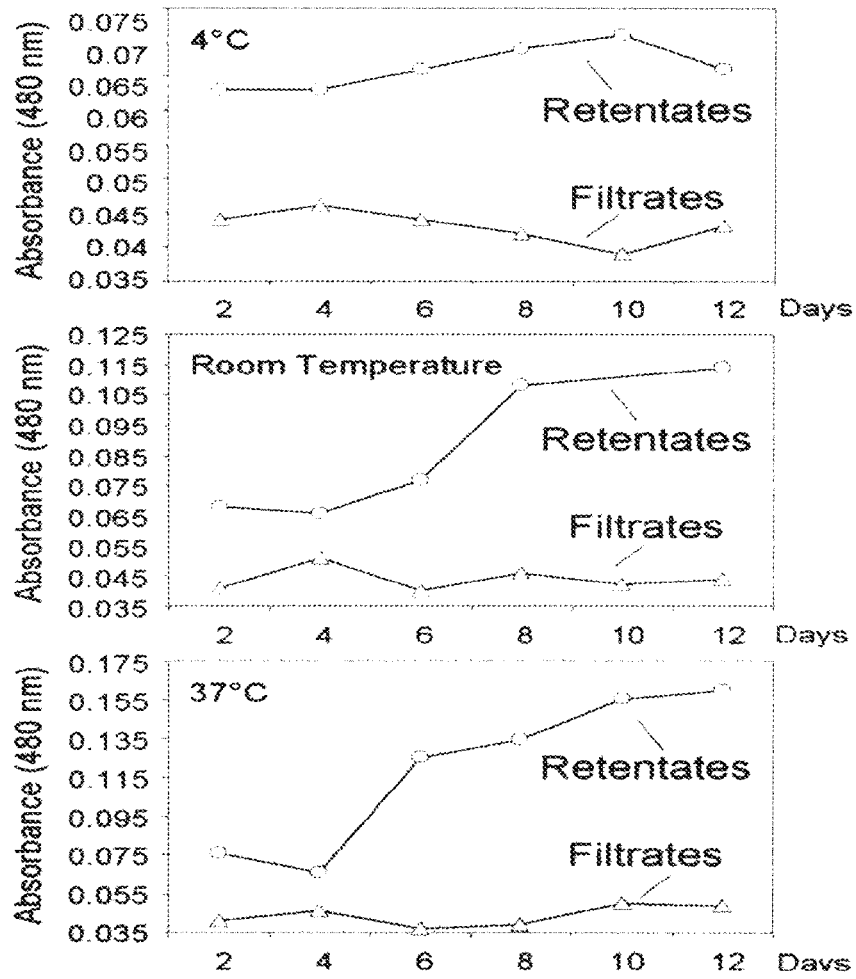 4°C
Absorbance (480 nm)
0.075
0.07
0.065
0.06
0.055
0.05
0.045
0.04
0.035
Retentates
Filtrates
2 4 6 8 10 12 Days
Room Temperature
Absorbance (480 nm)
0.125
0.115
0.105
0.095
0.085
0.075
0.065
0.055
0.045
0.035
Retentates
Filtrates
2 4 6 8 10 12 Days
37°C
Absorbance (480 nm)
0.175
0.155
0.135
0.115
0.095
0.075
0.055
0.035
Retentates
Filtrates
2 4 6 8 10 12 Days